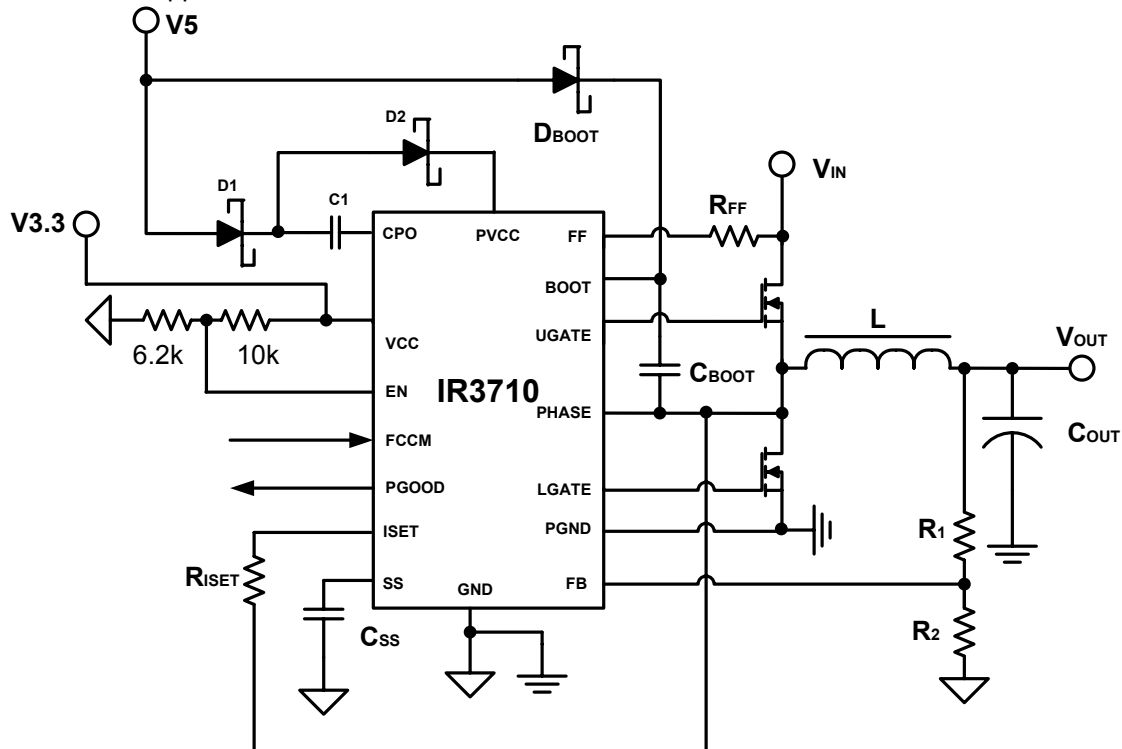 V5
D2
DBOOT
VIN
D1
C1
RFF
V3.3
CPO
PVCC
FF
BOOT
UGATE
L
VOUT
6.2k
10k
VCC
CBOOT
EN
IR3710
PHASE
COUT
FCCM
PGOOD
LGATE
ISET
PGND
R1
RISET
SS
GND
FB
CSS
R2